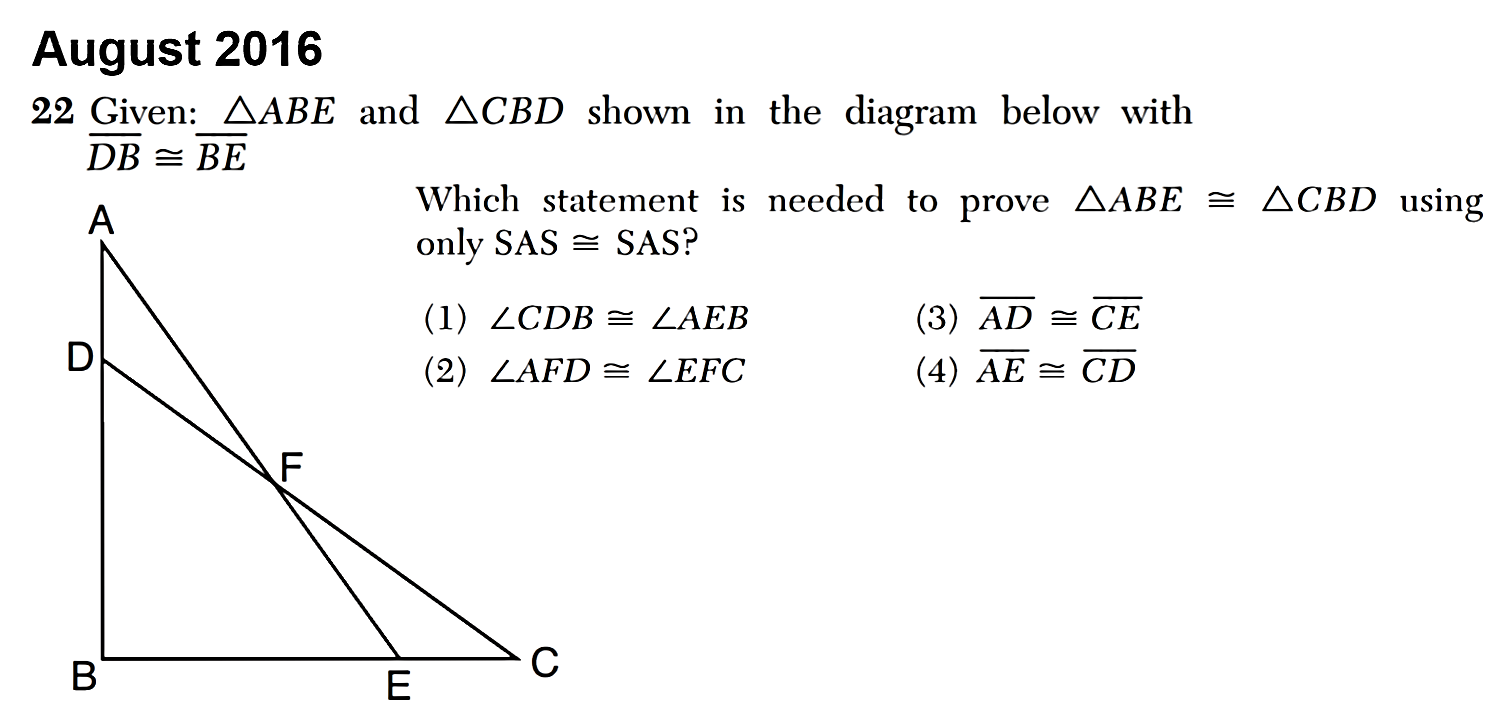 August 2016
22 Given: △ABE and △CBD shown in the diagram below with
DB ≅ BE
Which statement is needed to prove △ABE ≅ △CBD using
only SAS ≅ SAS?
(1) ∠CDB ≅ ∠AEB
(3) AD ≅ CE
(2) ∠AFD ≅ ∠EFC
(4) AE ≅ CD
A
D
F
B
E
C